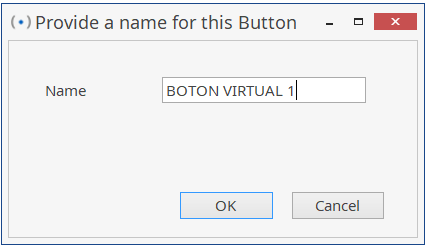 Provide a name for this Button
Name
BOTON VIRTUAL 1
OK
Cancel